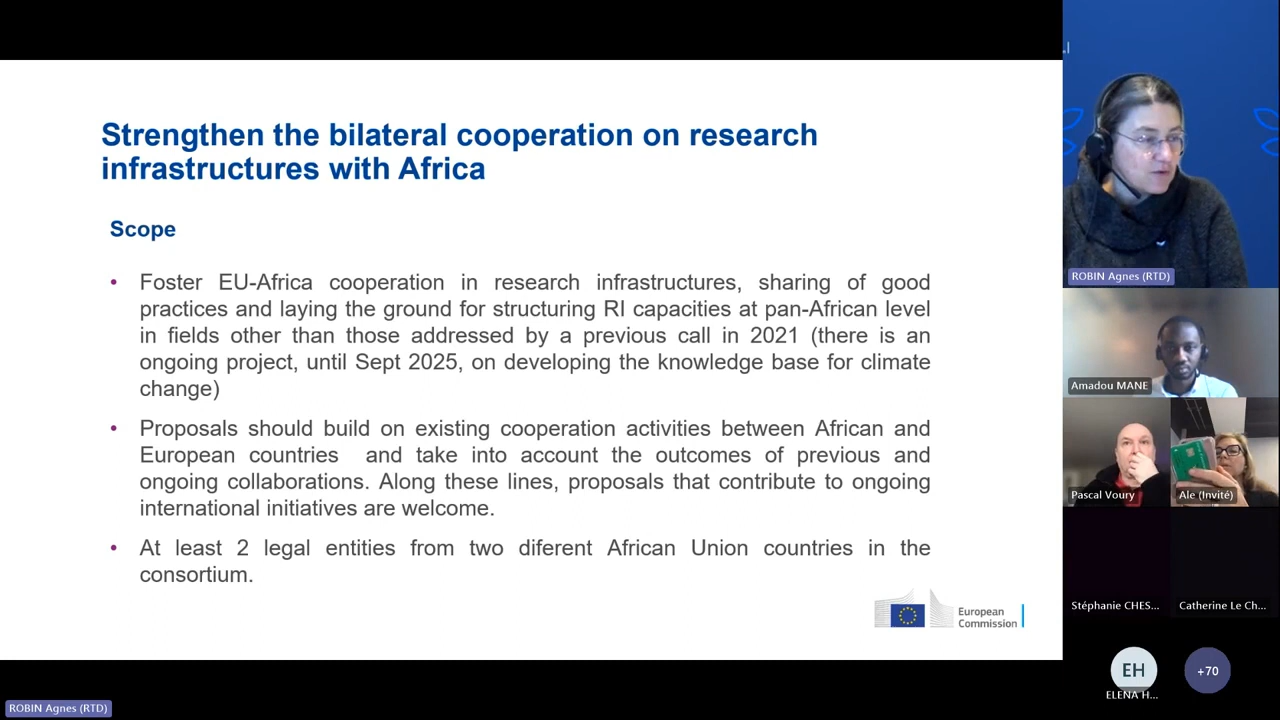 Strengthen the bilateral cooperation on research
infrastructures with Africa
Scope
• Foster EU-Africa cooperation in research infrastructures, sharing of good
practices and laying the ground for structuring RI capacities at pan-African level
in fields other than those addressed by a previous call in 2021 (there is an
ongoing project, until Sept 2025, on developing the knowledge base for climate
change)
• Proposals should build on existing cooperation activities between African and
European countries and take into account the outcomes of previous and
ongoing collaborations. Along these lines, proposals that contribute to ongoing
international initiatives are welcome.
• At least 2 legal entities from two diferent African Union countries in the
consortium.
European
Commission
ROBIN Agnes (RTD)
Amadou MANE
Pascal Voury
Ale (Invité)
Stéphanie CHES...
Catherine Le Ch...
EH
ELENA H...
+70
ROBIN Agnes (RTD)